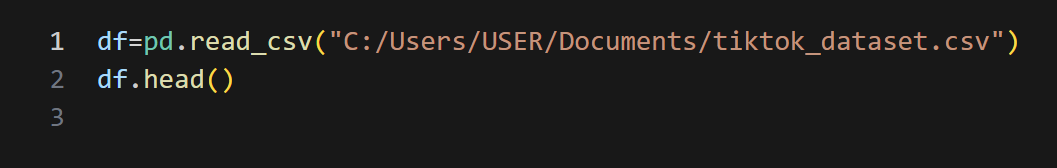 1 df=pd.read_csv("C:/Users/USER/Documents/tiktok_dataset.csv")
2 df.head()
3